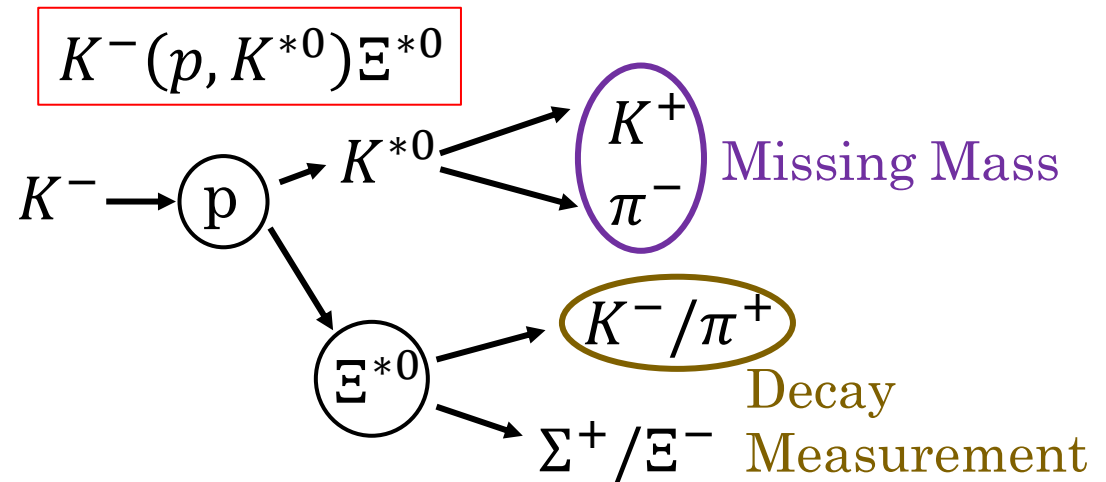 K⁻(p, K*⁰)Ξ*⁰
K⁻
p
K*⁰
K⁺
π⁻
Missing Mass
Ξ*⁰
K⁻/π⁺
Σ⁺/Ξ⁻
Decay
Measurement